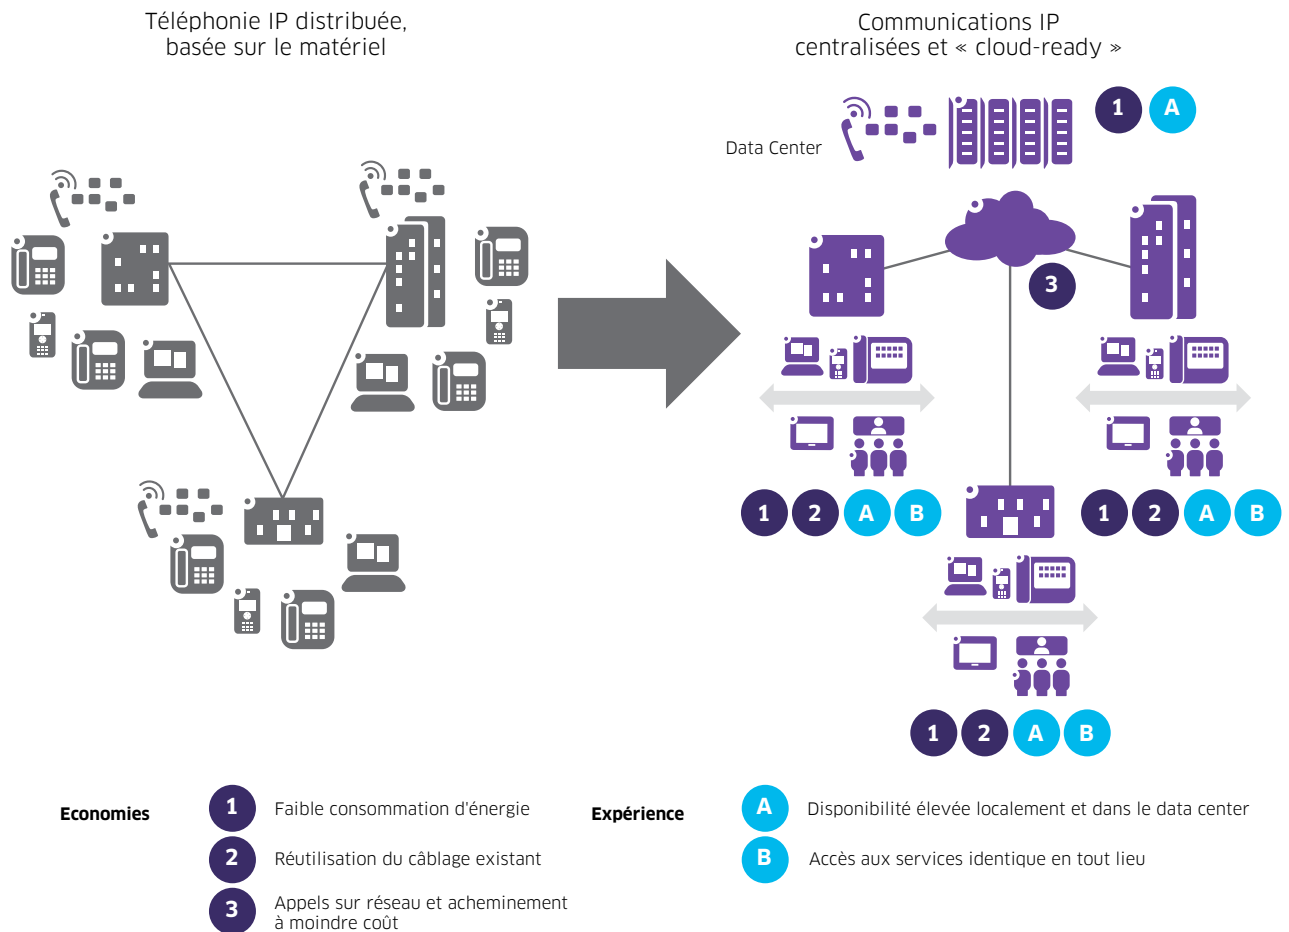 Téléphonie IP distribuée,
basée sur le matériel
Communications IP
centralisées et « cloud-ready »
Data Center
1 A
3
1 2 A B
1 2 A B
1 2 A B
Economies
1 Faible consommation d'énergie
2 Réutilisation du câblage existant
3 Appels sur réseau et acheminement
à moindre coût
Expérience
A Disponibilité élevée localement et dans le data center
B Accès aux services identique en tout lieu